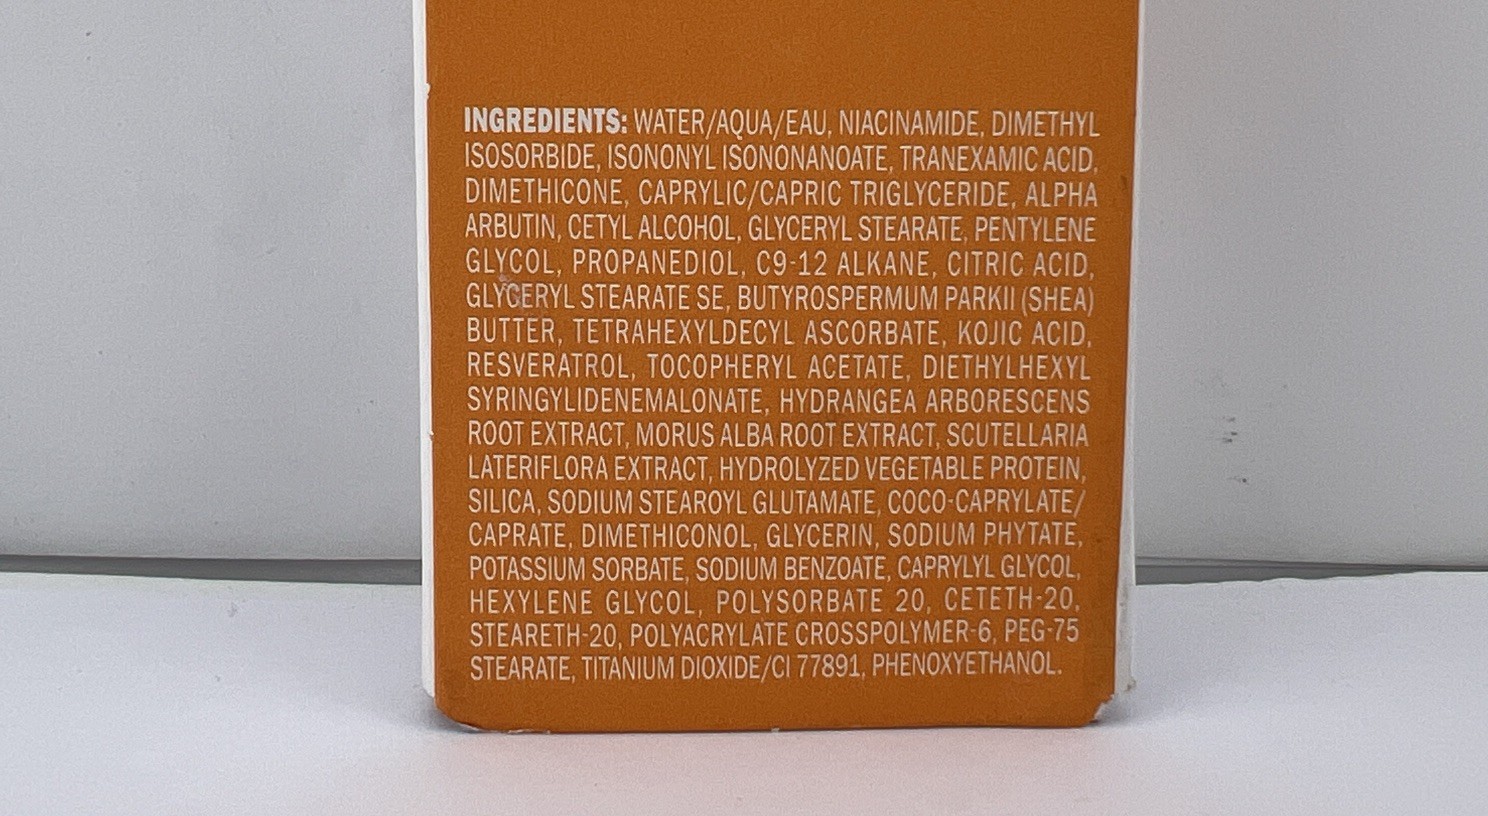 INGREDIENTS: WATER/AQUA/EAU, NIACINAMIDE, DIMETHYL
ISOSORBIDE, ISONONYL ISONONANOATE, TRANEXAMIC ACID,
DIMETHICONE, CAPRYLIC/CAPRIC TRIGLYCERIDE, ALPHA
ARBUTIN, CETYL ALCOHOL, GLYCERYL STEARATE, PENTYLENE
GLYCOL, PROPANEDIOL, C9-12 ALKANE, CITRIC ACID,
GLYCERYL STEARATE SE, BUTYROSPERMUM PARKII (SHEA)
BUTTER, TETRAHEXYLDECYL ASCORBATE, KOJIC ACID,
RESVERATROL, TOCOPHERYL ACETATE, DIETHYLHEXYL
SYRINGYLIDENEMALONATE, HYDRANGEA ARBORESCENS
ROOT EXTRACT, MORUS ALBA ROOT EXTRACT, SCUTELLARIA
LATERIFLORA EXTRACT, HYDROLYZED VEGETABLE PROTEIN,
SILICA, SODIUM STEAROYL GLUTAMATE, COCO-CAPRYLATE/
CAPRATE, DIMETHICONOL, GLYCERIN, SODIUM PHYTATE,
POTASSIUM SORBATE, SODIUM BENZOATE, CAPRYLYL GLYCOL,
HEXYLENE GLYCOL, POLYSORBATE 20, CETETH-20,
STEARETH-20, POLYACRYLATE CROSSPOLYMER-6, PEG-75
STEARATE, TITANIUM DIOXIDE/CI 77891, PHENOXYETHANOL.